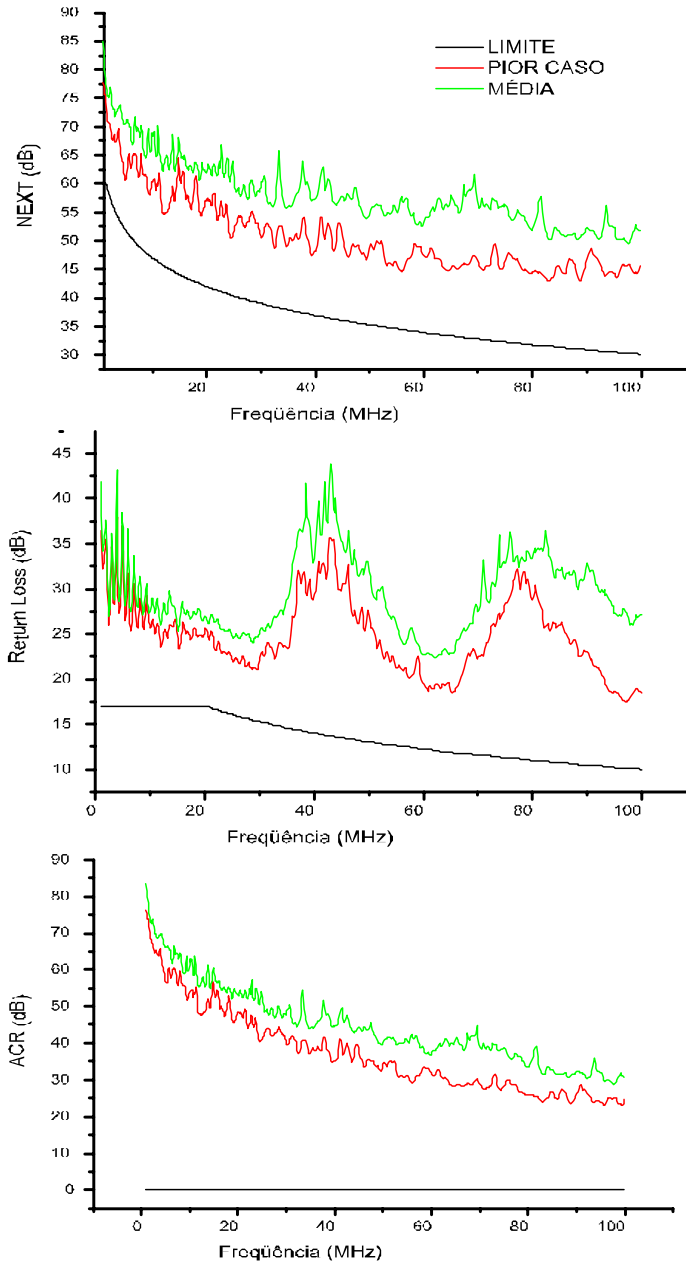 90
85
80
75
70
65
60
55
50
45
40
35
30
NEXT (dB)
LIMITE
PIOR CASO
MÉDIA
20 40 60 80 100
Freqüência (MHz)
45
40
35
30
25
20
15
10
Return Loss (dB)
0 20 40 60 80 100
Freqüência (MHz)
90
80
70
60
50
40
30
20
10
0
ACR (dB)
0 20 40 60 80 100
Freqüência (MHz)